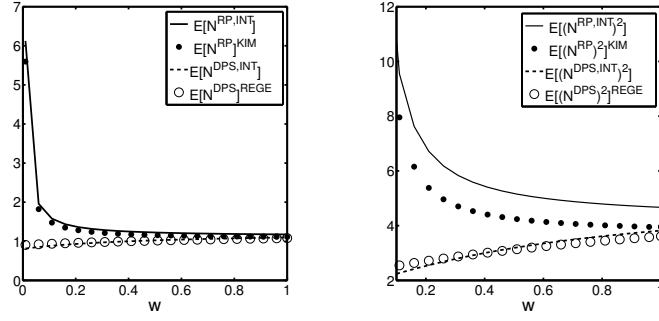 7
6
5
4
3
2
1
0
0
0.2
0.4
0.6
0.8
1
w
E[N^RP,INT]
E[N^RP]^KIM
E[N^DPS,INT]
E[N^DPS]^REGE
12
10
8
6
4
2
0.2
0.4
0.6
0.8
1.0
w
E[(N^RP,INT)^2]
E[(N^RP)^2]^KIM
E[(N^DPS,INT)^2]
E[(N^DPS)^2]^REGE